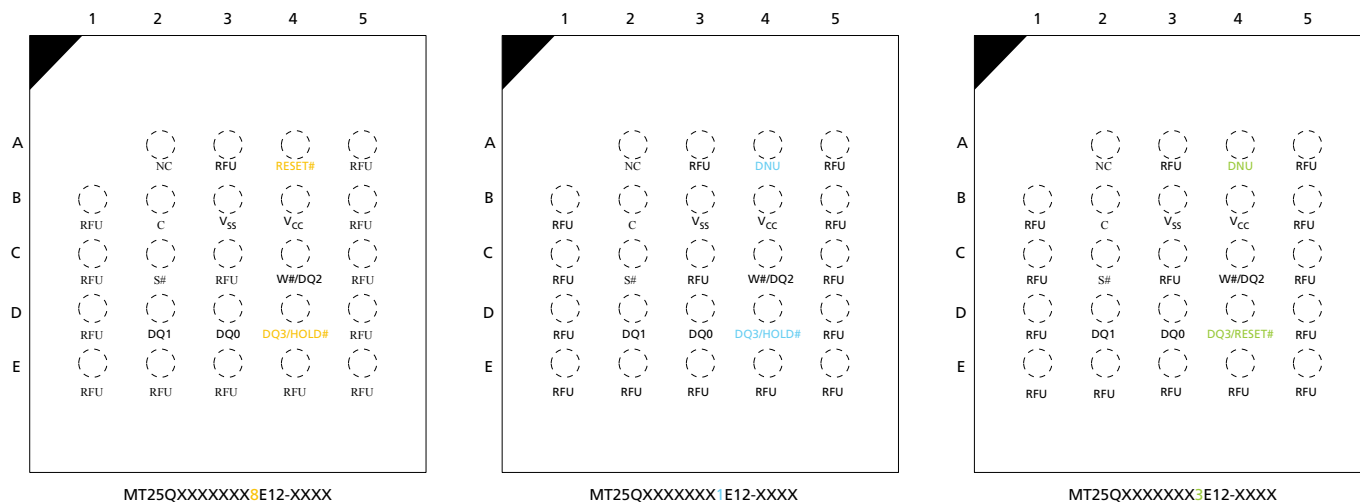 1 2 3 4 5 1 2 3 4 5 1 2 3 4 5
A A A
NC RFU RESET# RFU NC RFU DNU RFU NC RFU DNU RFU
B B B
RFU C VSS VCC RFU RFU C VSS VCC RFU RFU C VSS VCC RFU
C C C
RFU S# RFU W#/DQ2 RFU RFU S# RFU W#/DQ2 RFU RFU S# RFU W#/DQ2 RFU
D D D
RFU DQ1 DQ0 DQ3/HOLD# RFU RFU DQ1 DQ0 DQ3/HOLD# RFU RFU DQ1 DQ0 DQ3/RESET# RFU
E E E
RFU RFU RFU RFU RFU RFU RFU RFU RFU RFU RFU RFU RFU RFU RFU
MT25QXXXXXXX8E12-XXXX MT25QXXXXXXX1E12-XXXX MT25QXXXXXXX3E12-XXXX